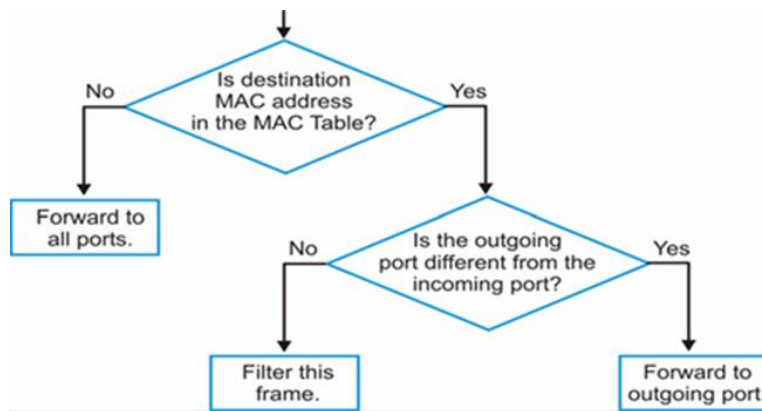 Is destination
MAC address
in the MAC Table?
No
Yes
Forward to
all ports.
Is the outgoing
port different from the
incoming port?
No
Yes
Filter this
frame.
Forward to
outgoing port